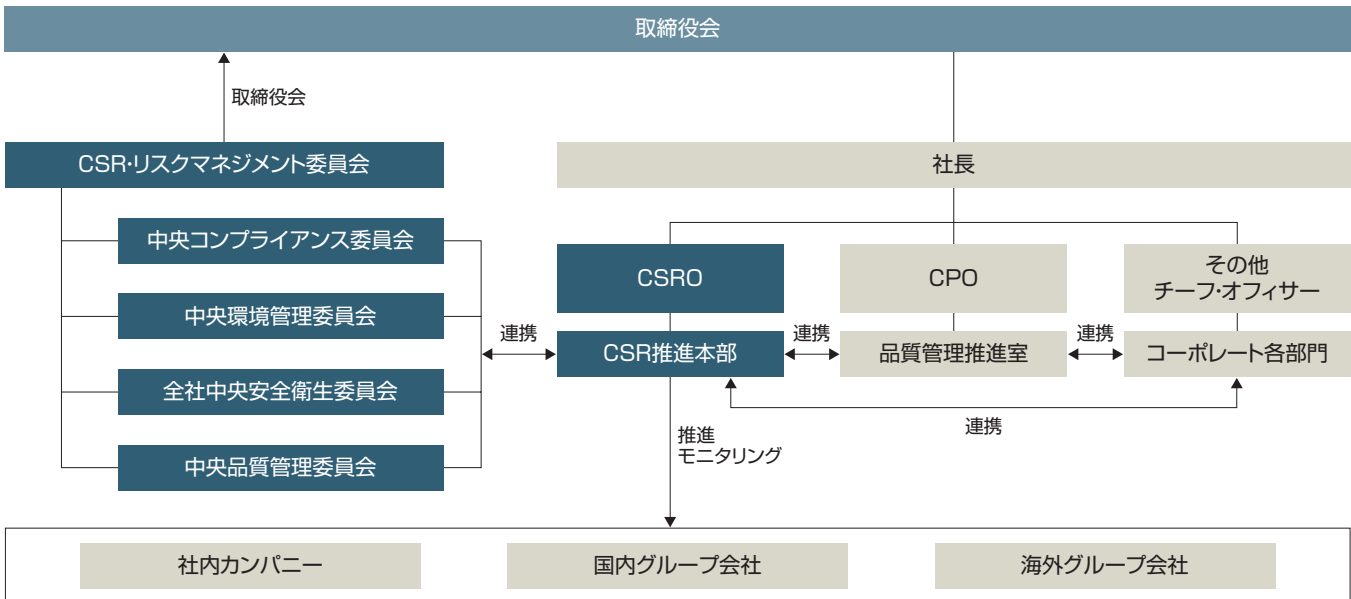 取締役会
取締役会
CSR・リスクマネジメント委員会
社長
中央コンプライアンス委員会
中央環境管理委員会
全社中央安全衛生委員会
中央品質管理委員会
連携
CSRO
CPO
その他
チーフ・オフィサー
CSR推進本部
連携
品質管理推進室
連携
コーポレート各部門
連携
推進
モニタリング
社内カンパニー
国内グループ会社
海外グループ会社